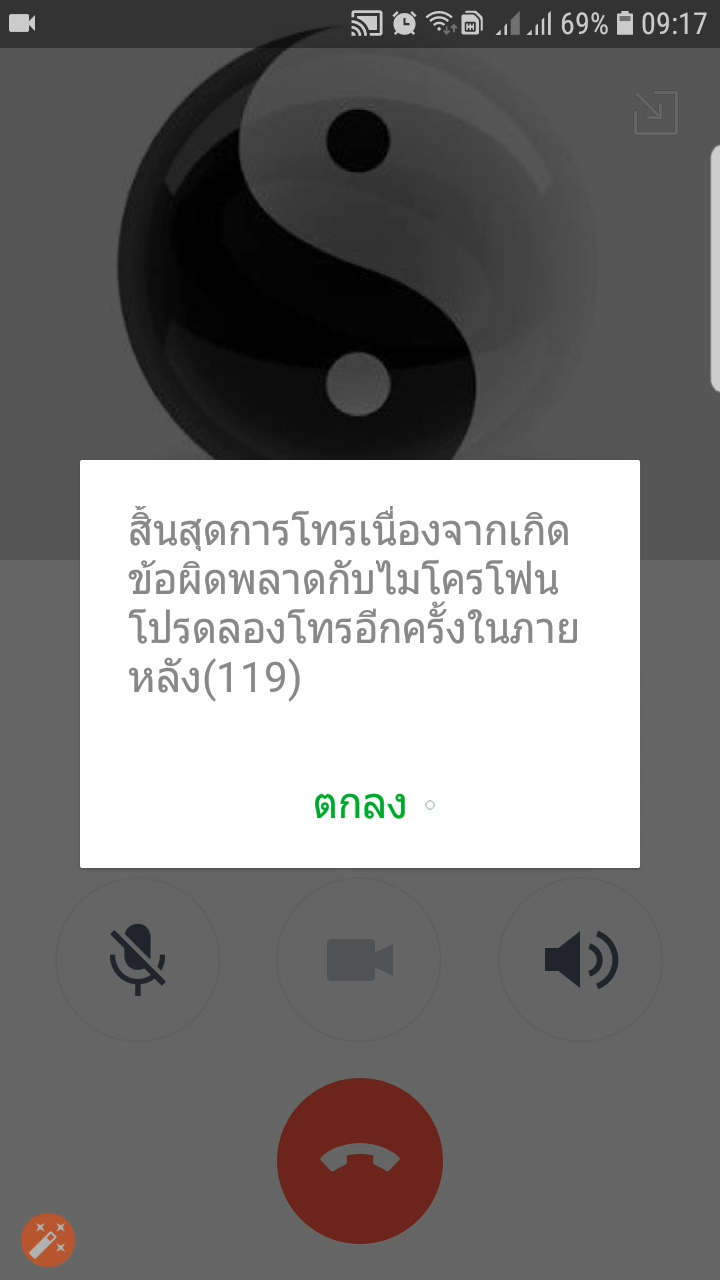 69% 09:17
สิ้นสุดการโทรเนื่องจากเกิด
ข้อผิดพลาดกับไมโครโฟน
โปรดลองโทรอีกครั้งในภาย
หลัง(119)
ตกลง